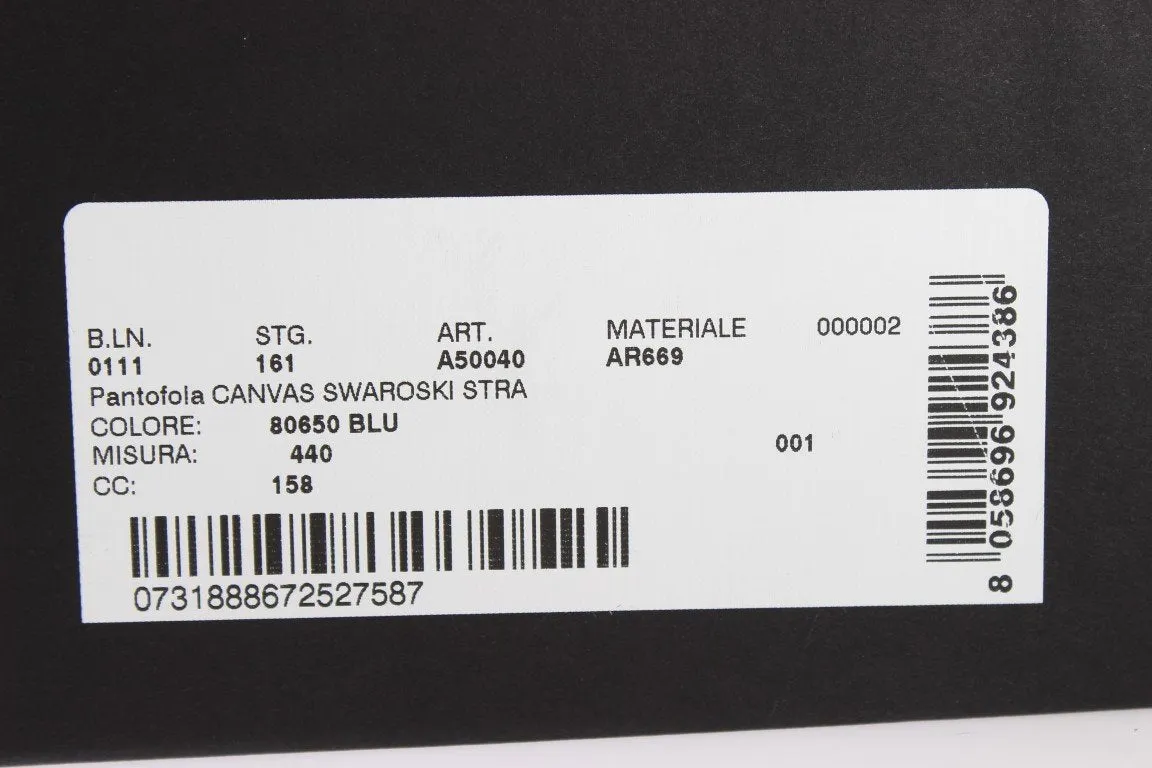 B.LN. STG. ART. MATERIALE 000002
0111 161 A50040 AR669
Pantofola CANVAS SWAROSKI STRA
COLORE: 80650 BLU
MISURA: 440 001
CC: 158
0731888672527587
8 058696 924386